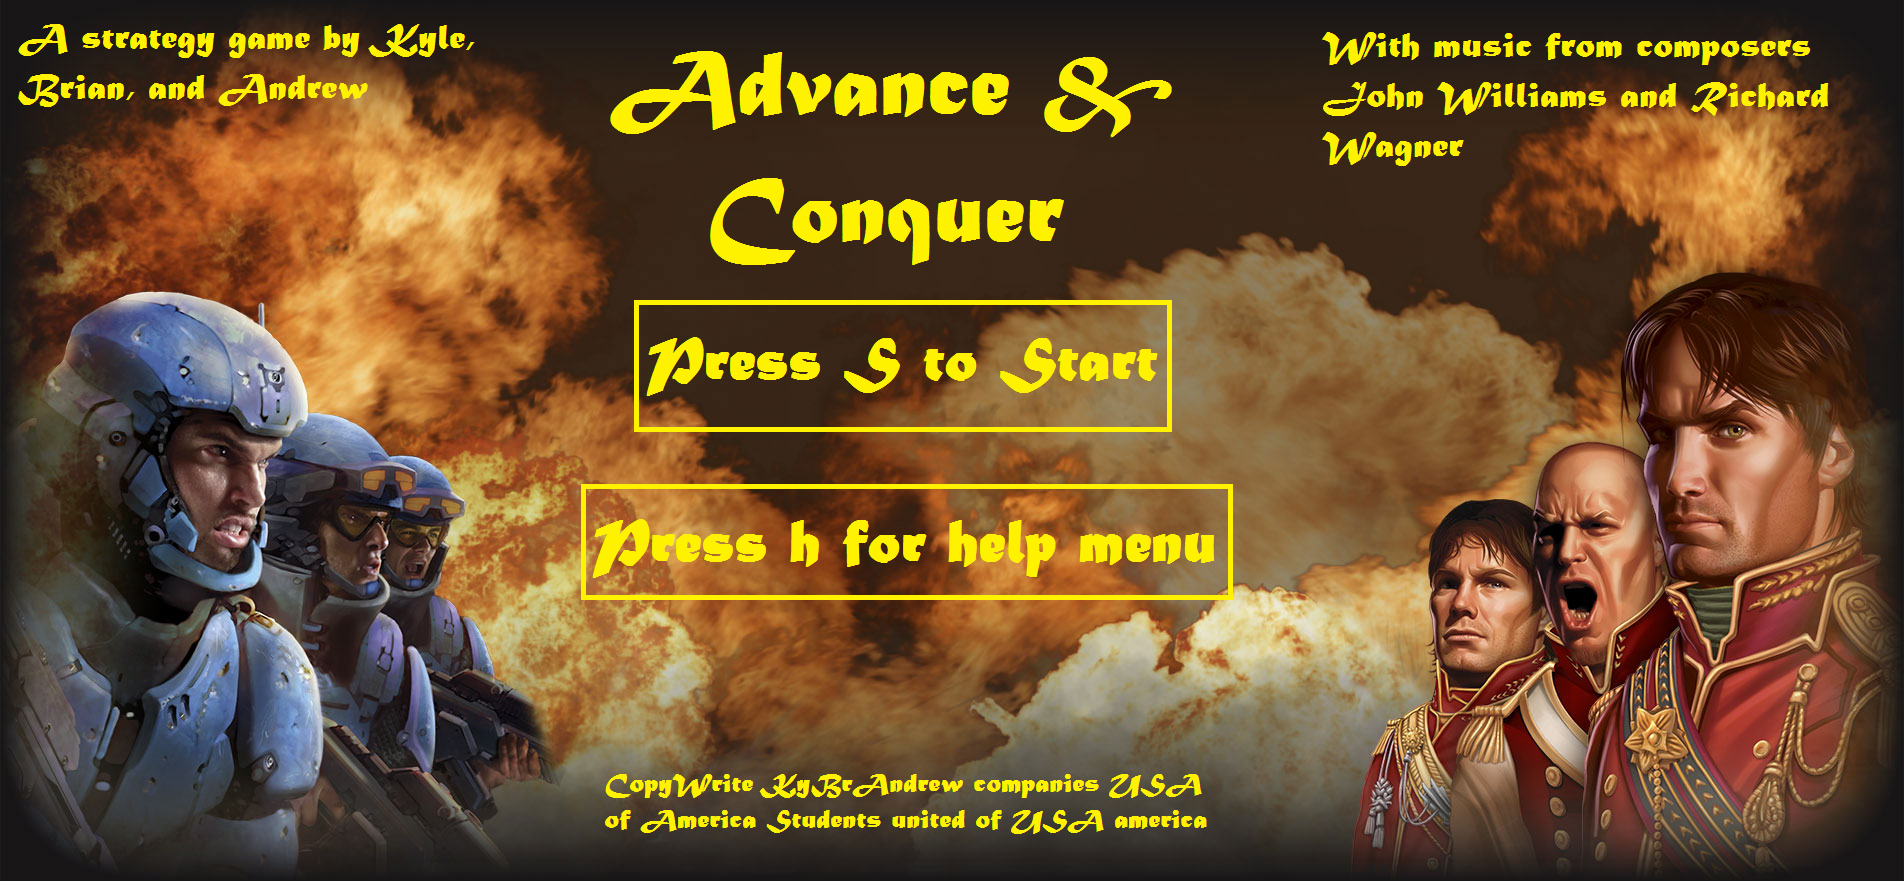 A strategy game by Kyle,
Brian, and Andrew
Advance &
Conquer
With music from composers
John Williams and Richard
Wagner
Press S to Start
Press h for help menu
CopyWrite KyBrAndrew companies USA
of America Students united of USA america